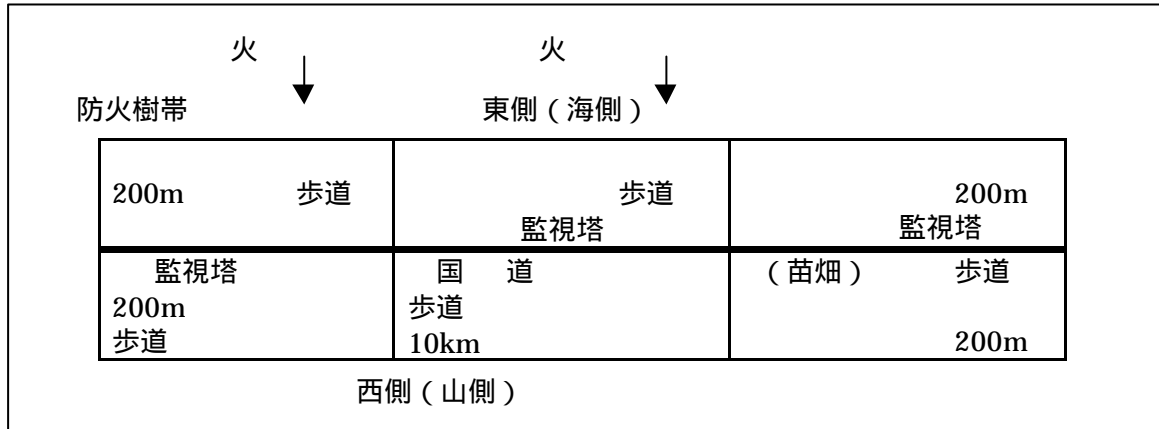 火 火
防火樹帯 東側（海側）
200m 歩道 歩道 200m
監視塔 監視塔
監視塔 国 道 （苗畑） 歩道
200m 歩道
歩道 10km 200m
西側（山側）